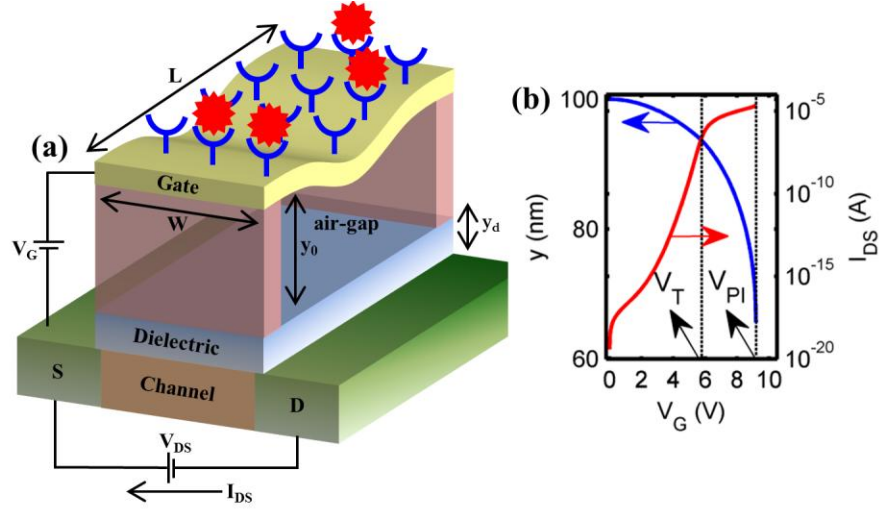 L
(a)
Gate
W
air-gap
y0
yd
VG
Dielectric
S
Channel
D
VDS
IDS
(b)
100
80
60
y (nm)
0 2 4 6 8 10
VG (V)
VT
VPI
10^-5
10^-10
10^-15
10^-20
IDS (A)